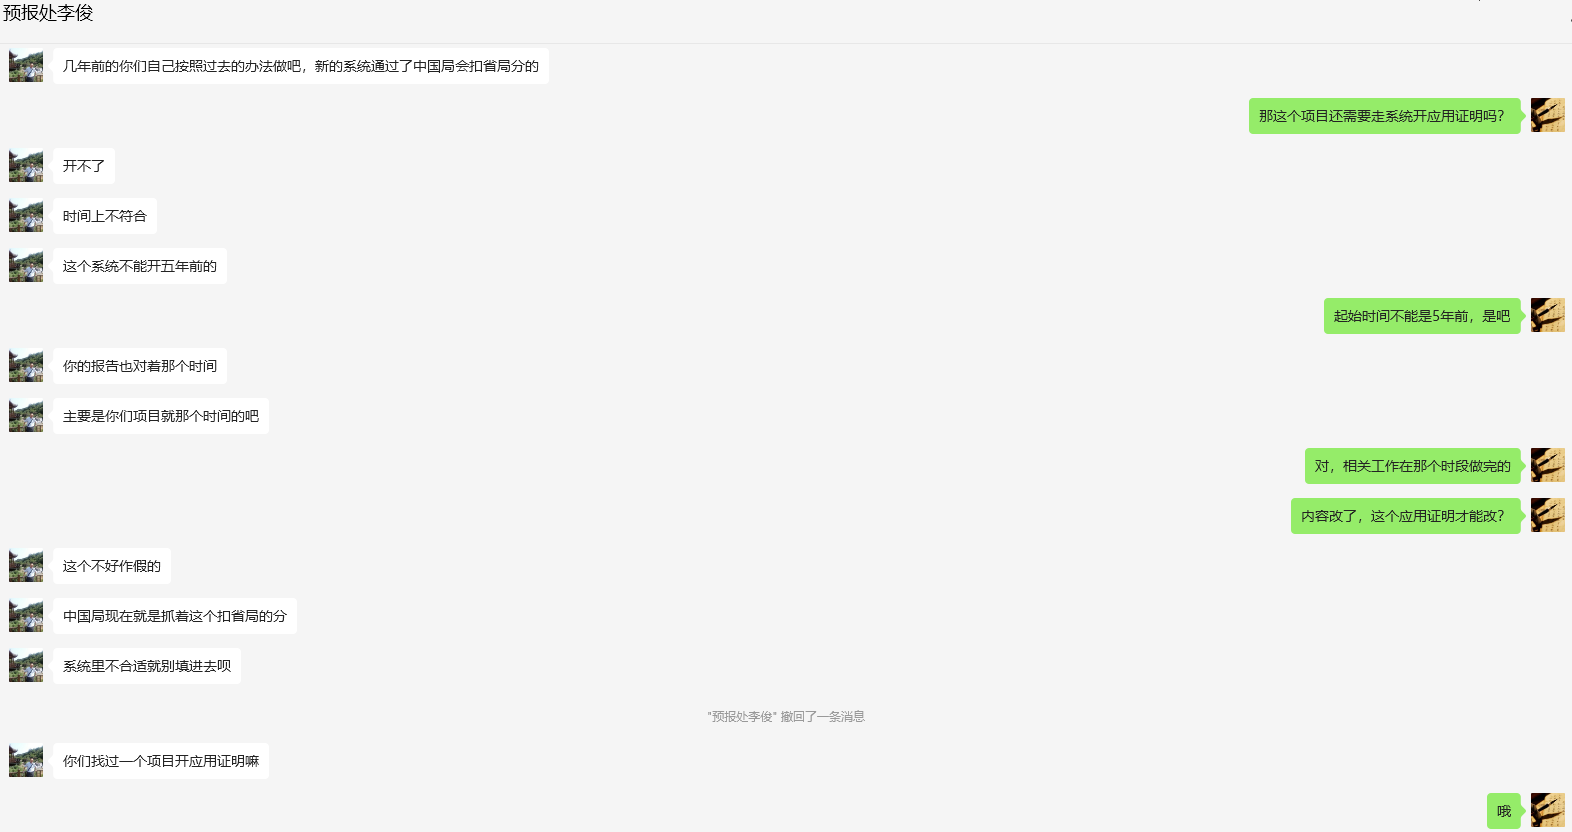 预报处李俊
几年前的你们自己按照过去的办法做吧，新的系统通过了中国局会扣省局分的
那这个项目还需要走系统开应用证明吗？
开不了
时间上不符合
这个系统不能开五年前的
起始时间不能是5年前，是吧
你的报告也对着那个时间
主要是你们项目就那个时间的吧
对，相关工作在那个时段做完的
内容改了，这个应用证明才能改？
这个不好作假的
中国局现在就是抓着这个扣省局的分
系统里不合适就别填进去呗
"预报处李俊" 撤回了一条消息
你们找过一个项目开应用证明嘛
哦